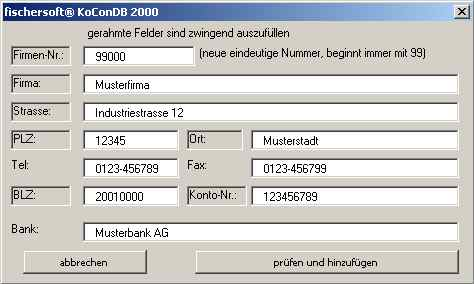 fischersoft® KoConDB 2000
gerahmte Felder sind zwingend auszufüllen
Firmen-Nr.: 99000 (neue eindeutige Nummer, beginnt immer mit 99)
Firma: Musterfirma
Strasse: Industriestrasse 12
PLZ: 12345 Ort: Musterstadt
Tel: 0123-456789 Fax: 0123-456789
BLZ: 20010000 Konto-Nr.: 123456789
Bank: Musterbank AG
abbrechen prüfen und hinzufügen